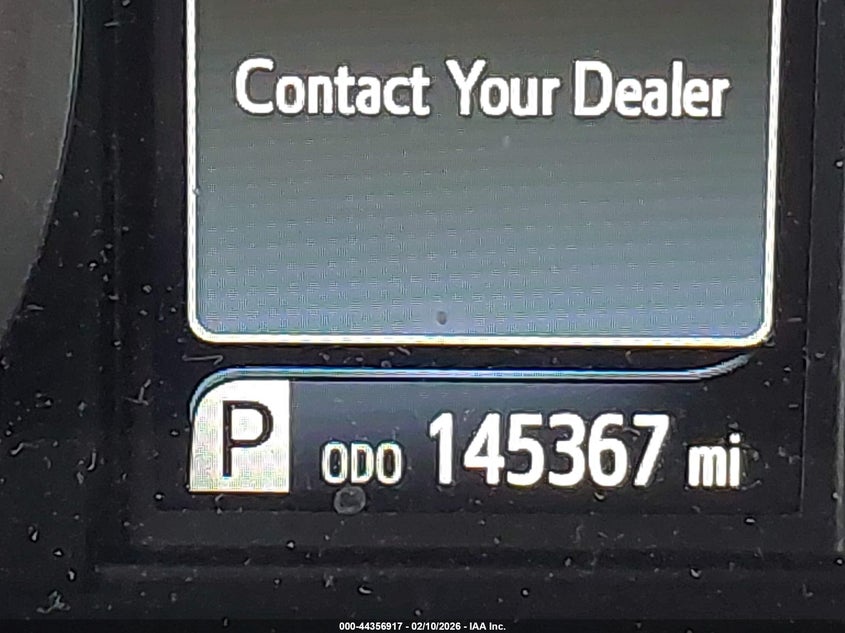 Contact Your Dealer
P ODO 145367 mi
000-44356917 - 02/10/2026 - IAA Inc.